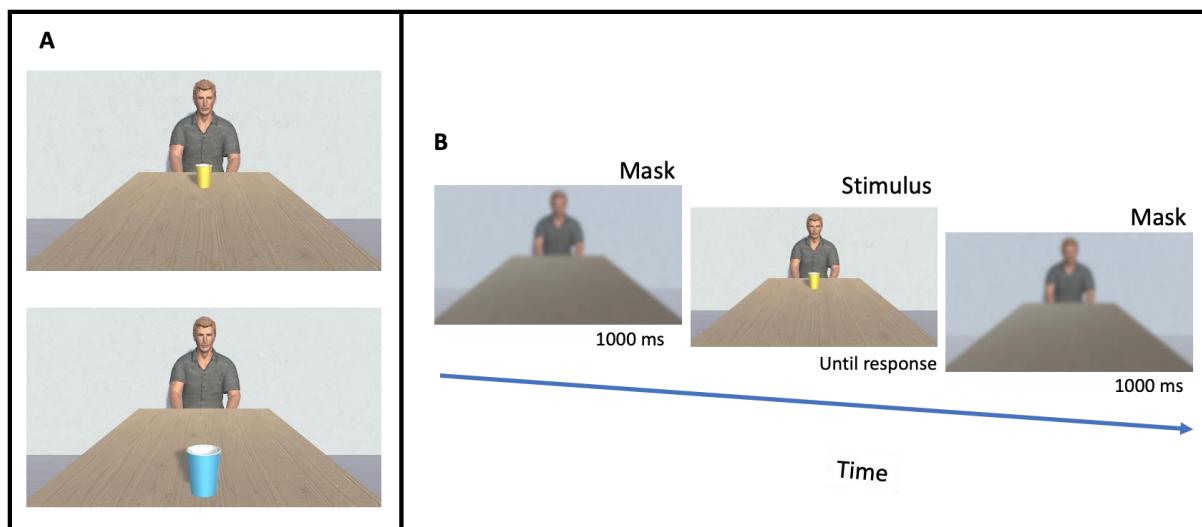 A
B
Mask
Stimulus
Mask
1000 ms
Until response
1000 ms
Time